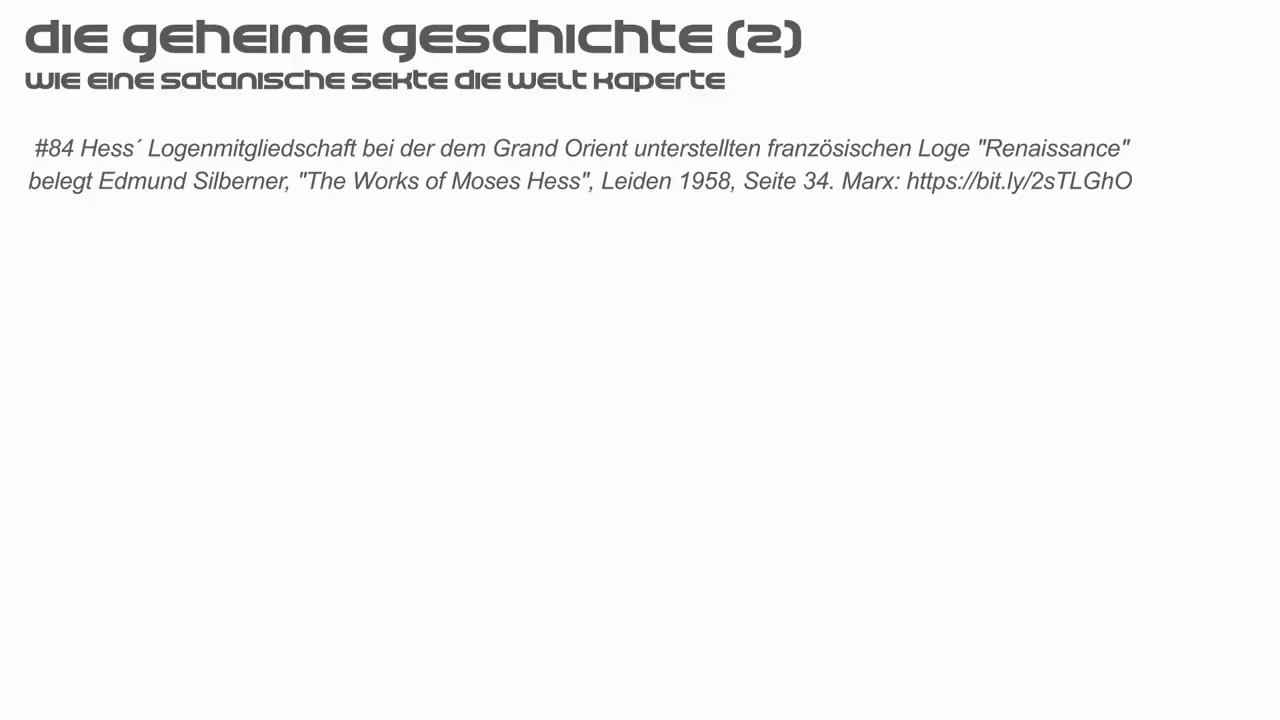 die geheime geschichte (2)
wie eine satanische sekte die welt kaperte
#84 Hess´ Logenmitgliedschaft bei der dem Grand Orient unterstellten französischen Loge "Renaissance"
belegt Edmund Silberner, "The Works of Moses Hess", Leiden 1958, Seite 34. Marx: https://bit.ly/2sTLGhO